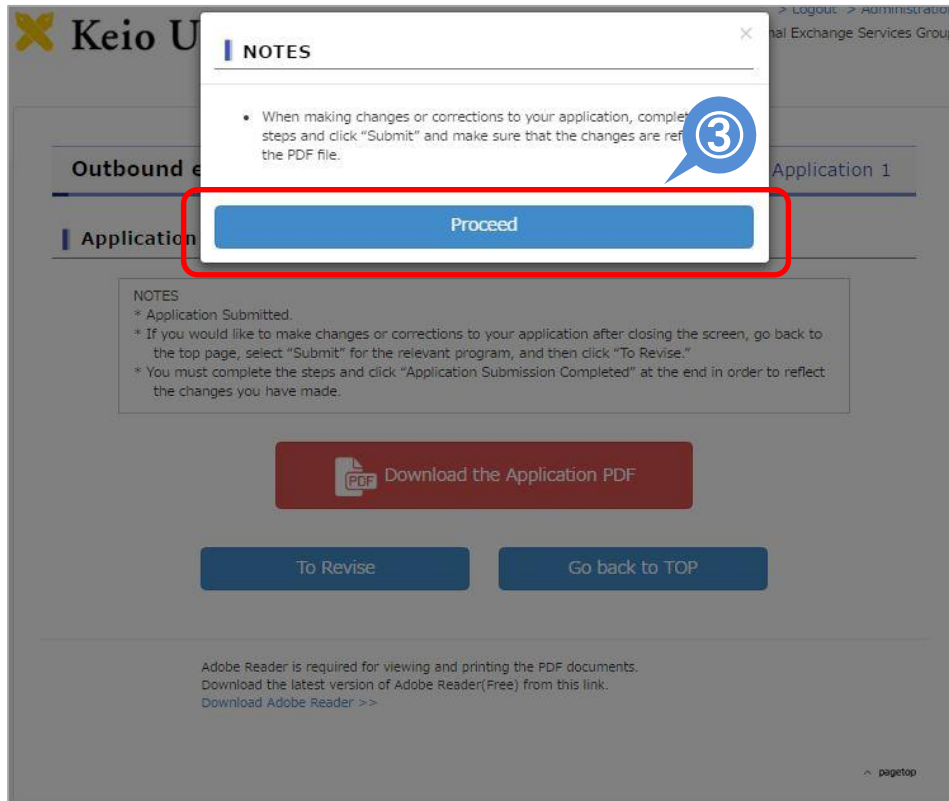 > Logout > Administration
Keio U
nal Exchange Services Grou
NOTES
×
• When making changes or corrections to your application, complet
steps and click “Submit” and make sure that the changes are ref
the PDF file.
③
Outbound e
Application 1
Proceed
Application
NOTES
* Application Submitted.
* If you would like to make changes or corrections to your application after closing the screen, go back to
the top page, select “Submit” for the relevant program, and then click “To Revise.”
* You must complete the steps and click “Application Submission Completed” at the end in order to reflect
the changes you have made.
PDF Download the Application PDF
To Revise
Go back to TOP
Adobe Reader is required for viewing and printing the PDF documents.
Download the latest version of Adobe Reader(Free) from this link.
Download Adobe Reader >>
^ pagetop